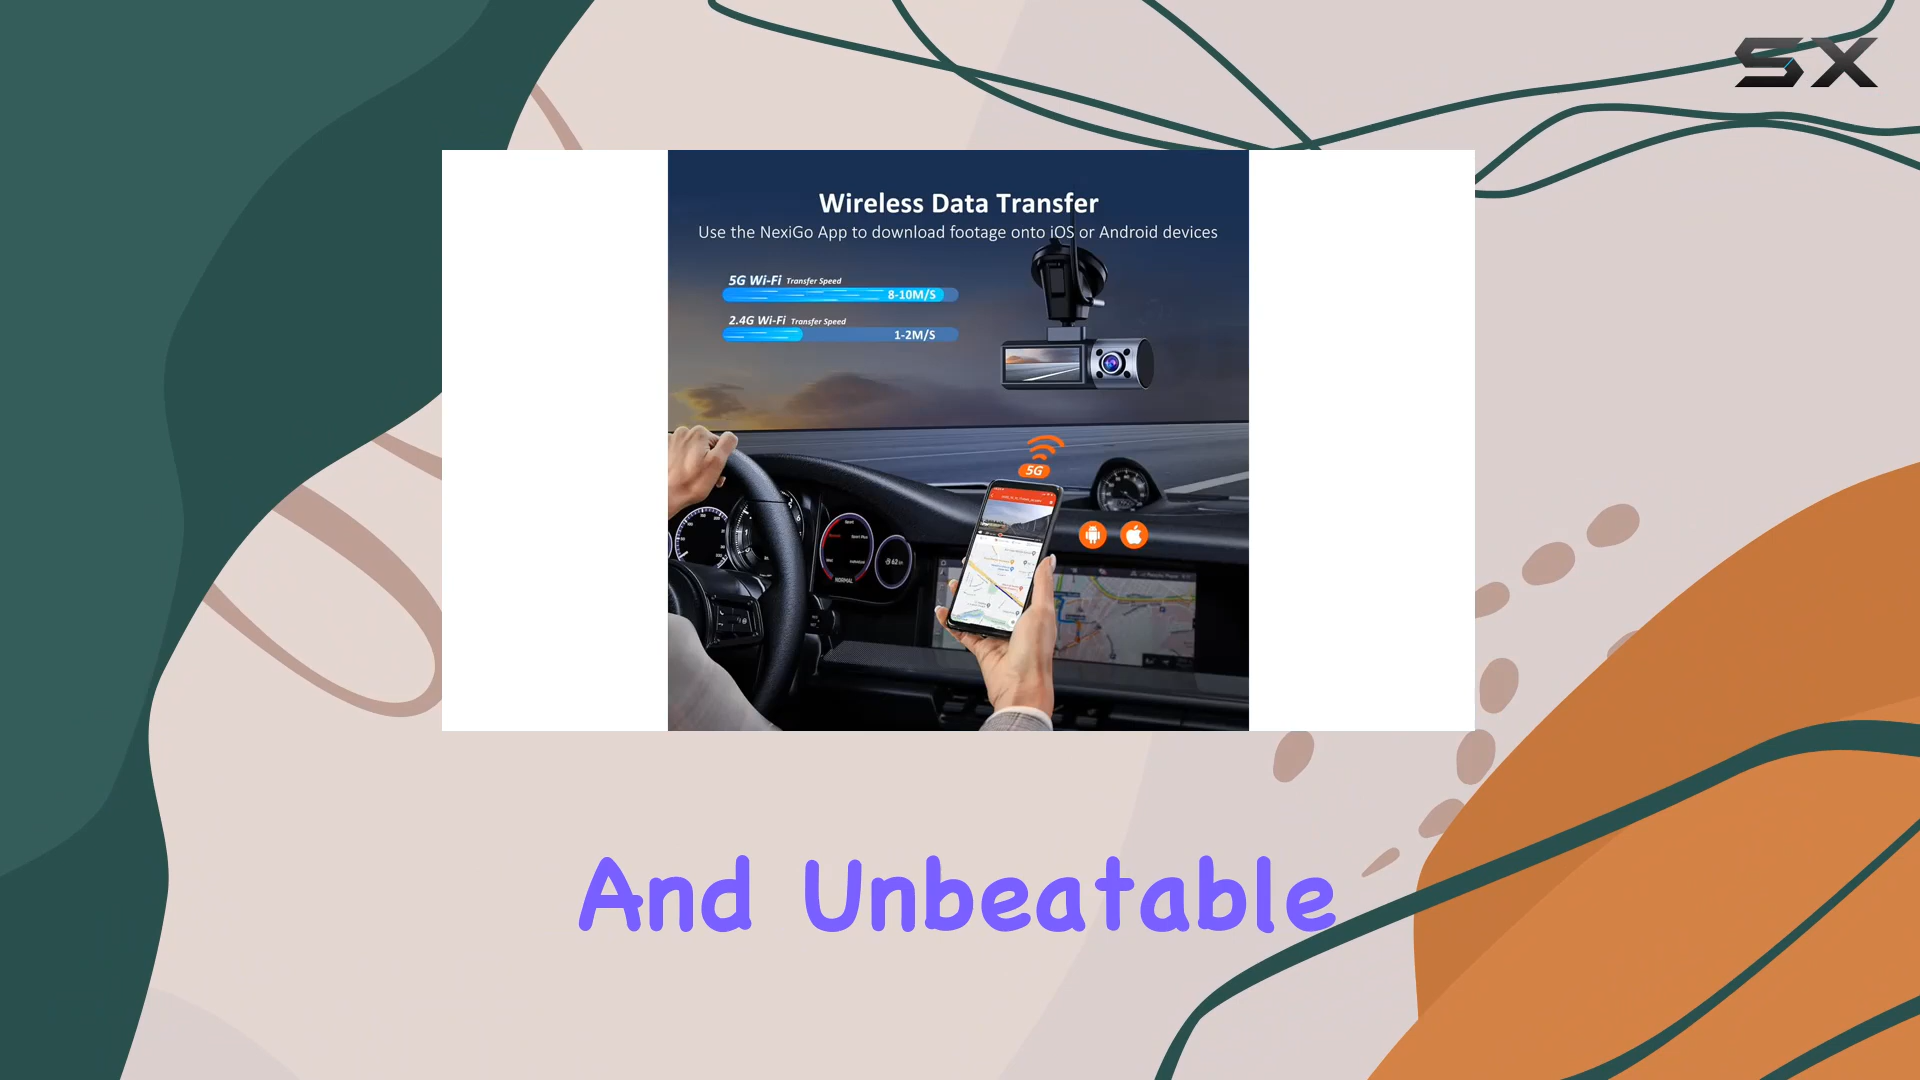 SX
Wireless Data Transfer
Use the NexiGo App to download footage onto iOS or Android devices
5G Wi-Fi Transfer Speed
8-10M/S
2.4G Wi-Fi Transfer Speed
1-2M/S
5G
NORMAL
And Unbeatable